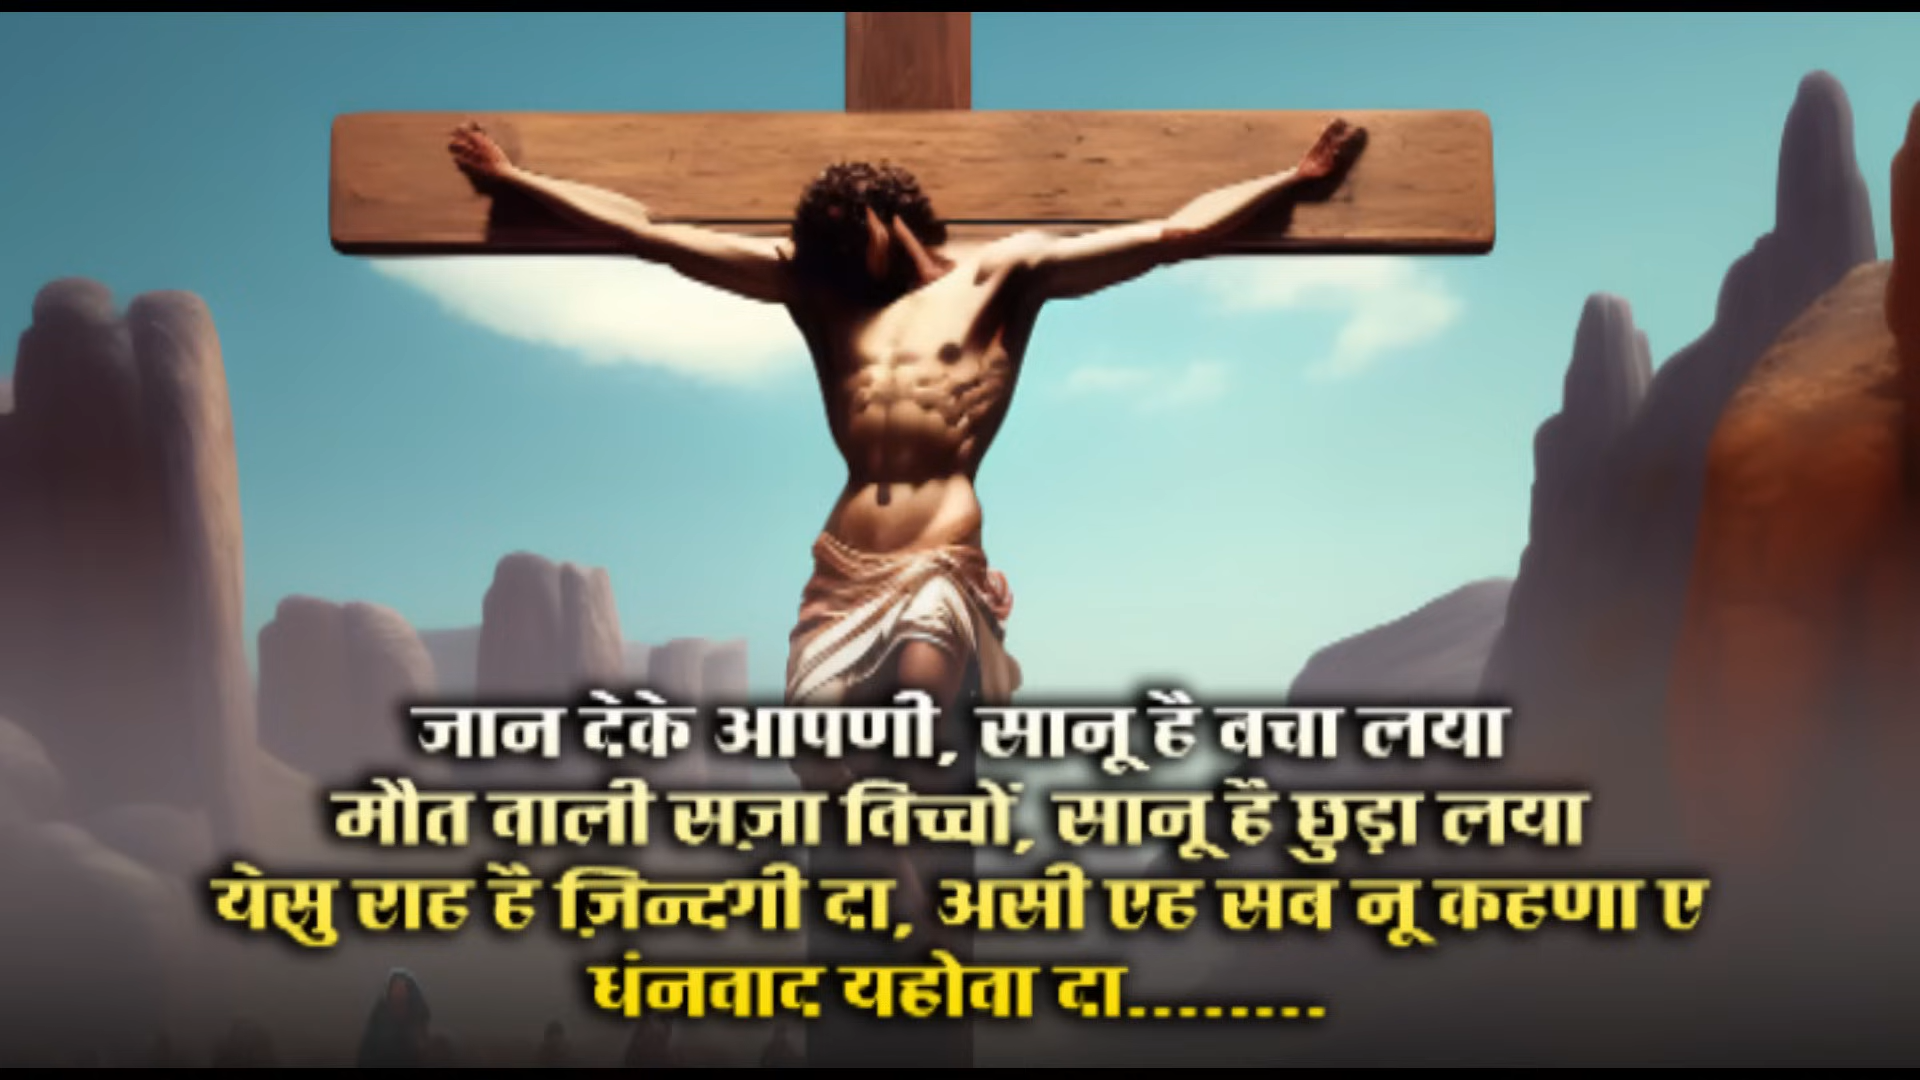 जान देके आपणी, सानू है बचा लया
मौत वाली सज़ा विच्चों, सानू है छुड़ा लया
येसु राह है ज़िन्दगी दा, असी एह सब नू कहणा ए
धंनवाद यहोवा दा........